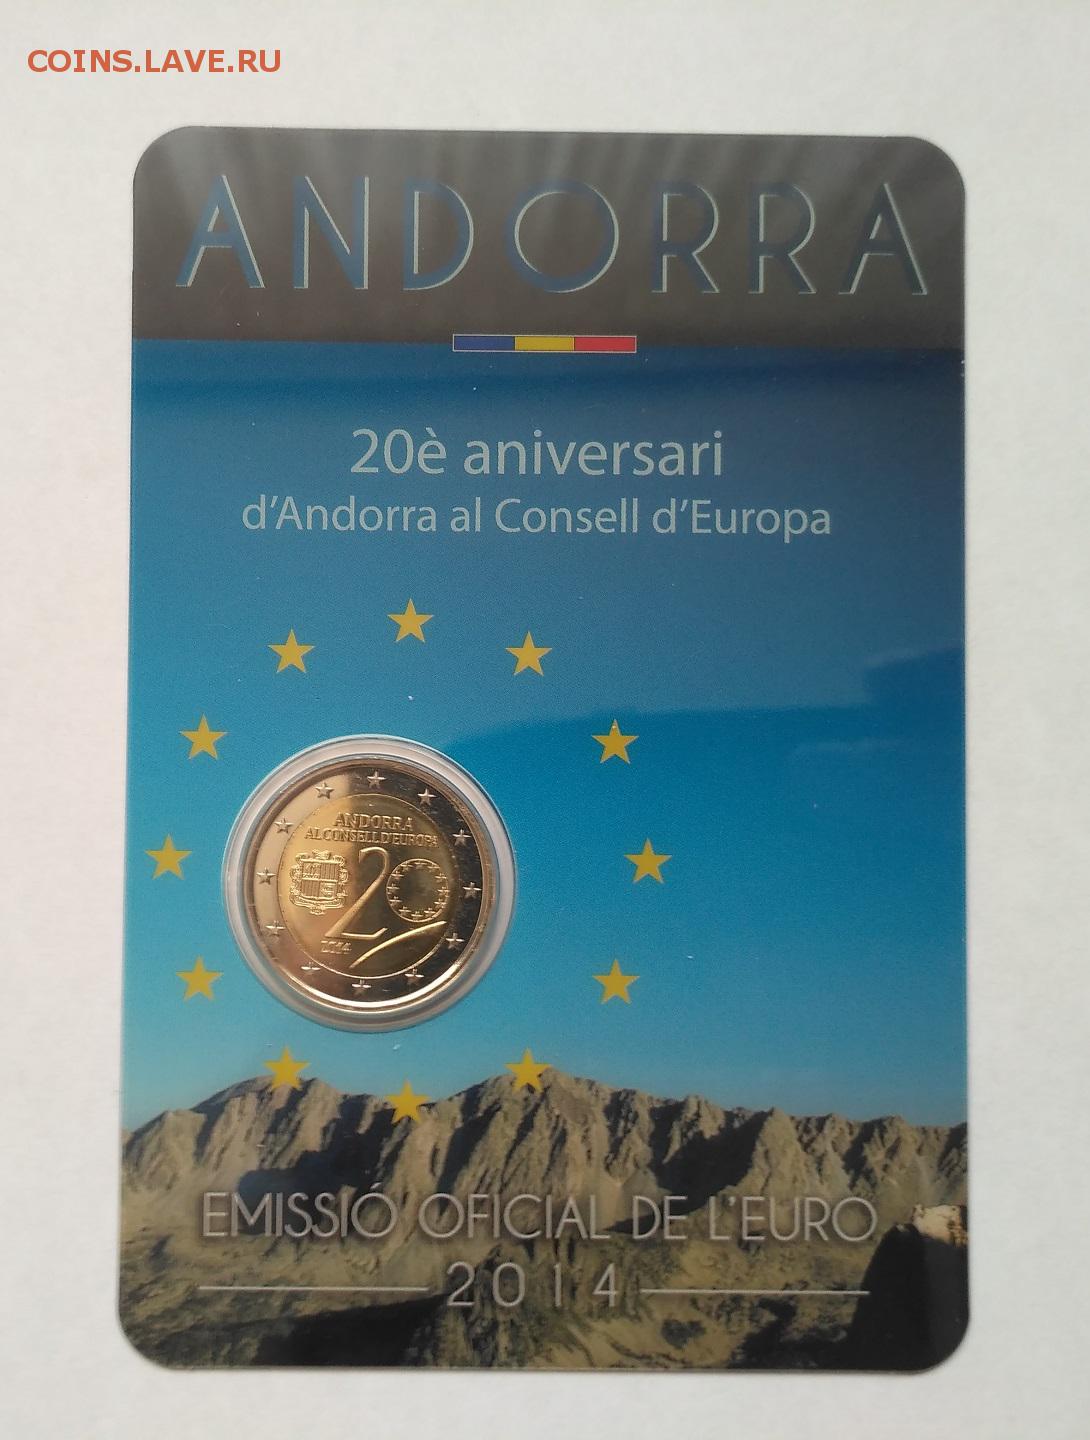 COINS.LAVE.RU
ANDORRA
20è aniversari
d'Andorra al Consell d'Europa
ANDORRA
AL CONSELL D'EUROPA
20
2014
EMISSIÓ OFICIAL DE L'EURO
2014